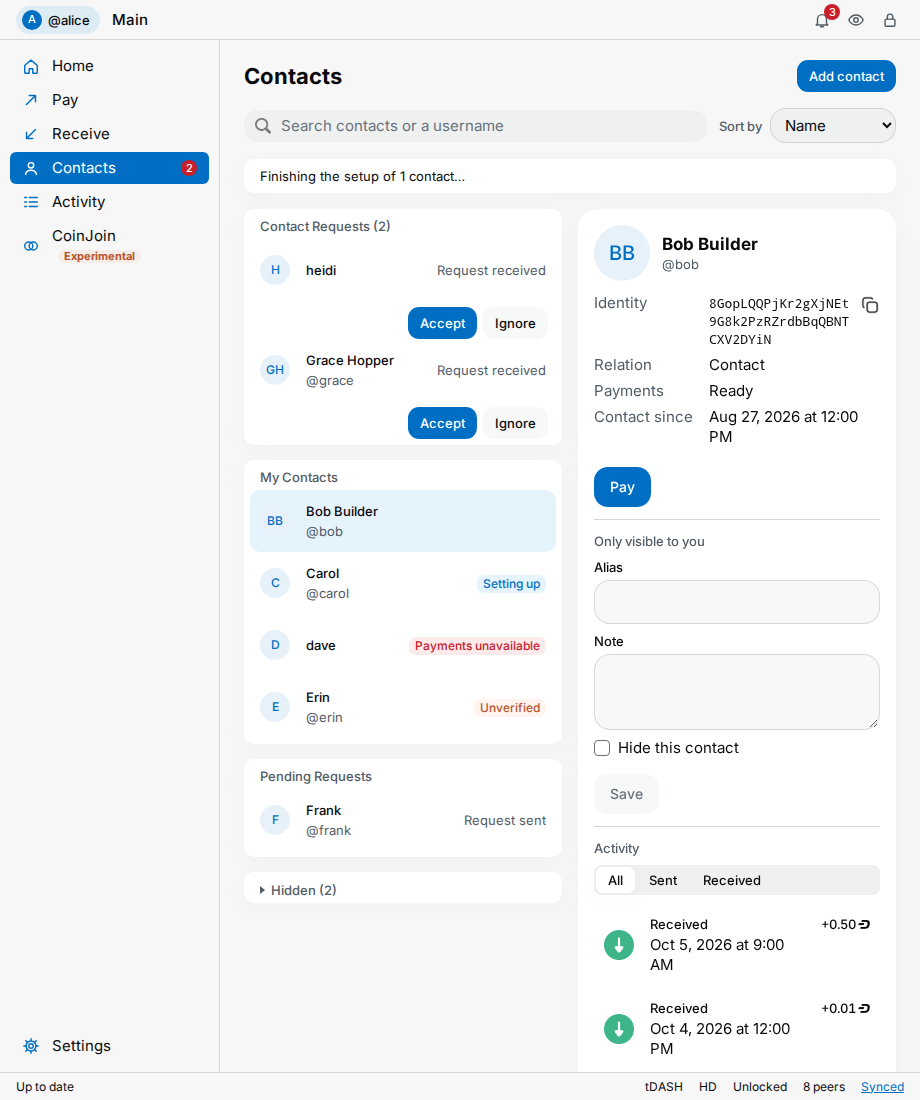 A @alice Main 3
Home
Pay
Receive
Contacts 2
Activity
CoinJoin
Experimental
Settings
Contacts Add contact
Search contacts or a username Sort by Name
Finishing the setup of 1 contact...
Contact Requests (2)
H heidi Request received
Accept Ignore
GH Grace Hopper Request received
@grace
Accept Ignore
My Contacts
BB Bob Builder
@bob
C Carol Setting up
@carol
D dave Payments unavailable
E Erin Unverified
@erin
Pending Requests
F Frank Request sent
@frank
Hidden (2)
BB Bob Builder
@bob
Identity 8GopLQQPjKr2gXjNEt
9G8k2PzRZrdbBqQBNT
CXV2DYiN
Relation Contact
Payments Ready
Contact since Aug 27, 2026 at 12:00
PM
Pay
Only visible to you
Alias
Note
Hide this contact
Save
Activity
All Sent Received
Received +0.50
Oct 5, 2026 at 9:00
AM
Received +0.01
Oct 4, 2026 at 12:00
PM
Up to date tDASH HD Unlocked 8 peers Synced